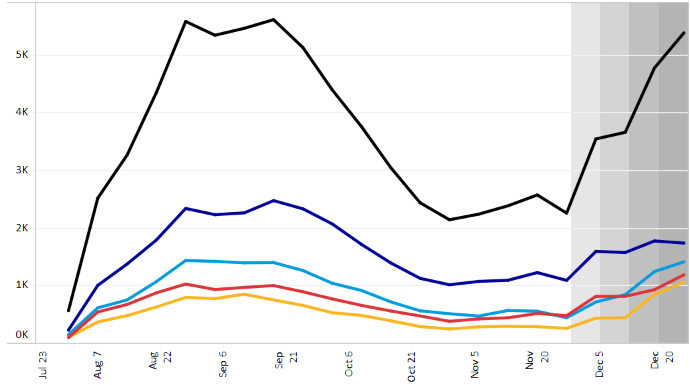 5K
4K
3K
2K
1K
0K
Jul 23
Aug 7
Aug 22
Sep 6
Sep 21
Oct 6
Oct 21
Nov 5
Nov 20
Dec 5
Dec 20